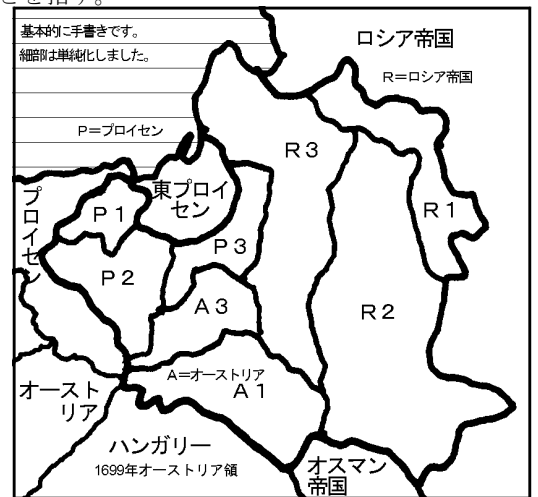 とを指す。
基本的に手書きです。
細部は単純化しました。
ロシア帝国
R＝ロシア帝国
P＝プロイセン
R３
東プロイ
セン
プロイセン
P１
R１
P３
P２
A３
R２
A＝オーストリア
A１
オースト
リア
ハンガリー
1699年オーストリア領
オスマン
帝国